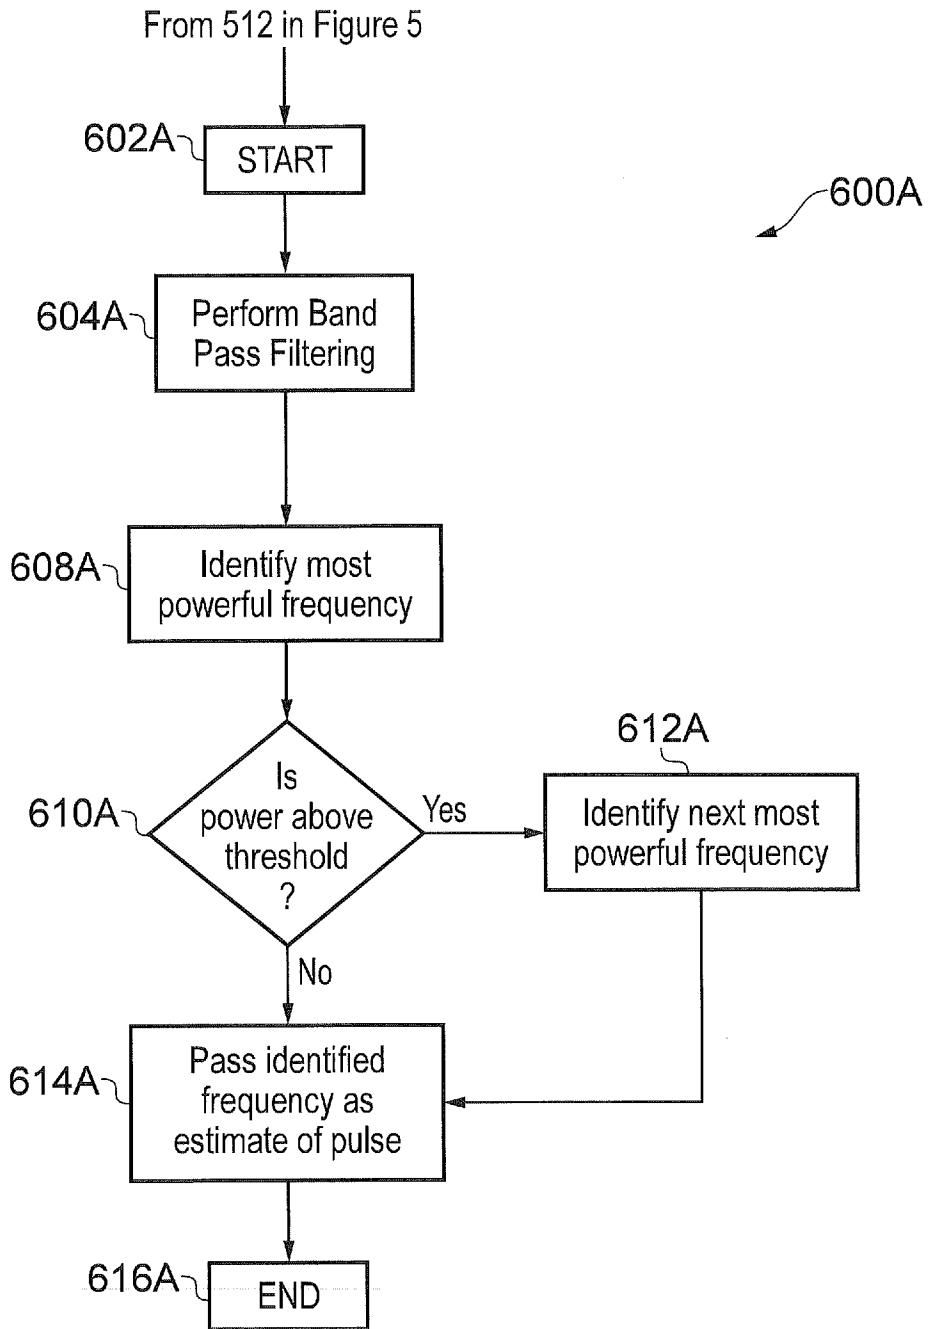 From 512 in Figure 5
602A
START
600A
604A
Perform Band
Pass Filtering
608A
Identify most
powerful frequency
612A
610A
Is
power above
threshold
?
Yes
Identify next most
powerful frequency
No
614A
Pass identified
frequency as
estimate of pulse
616A
END